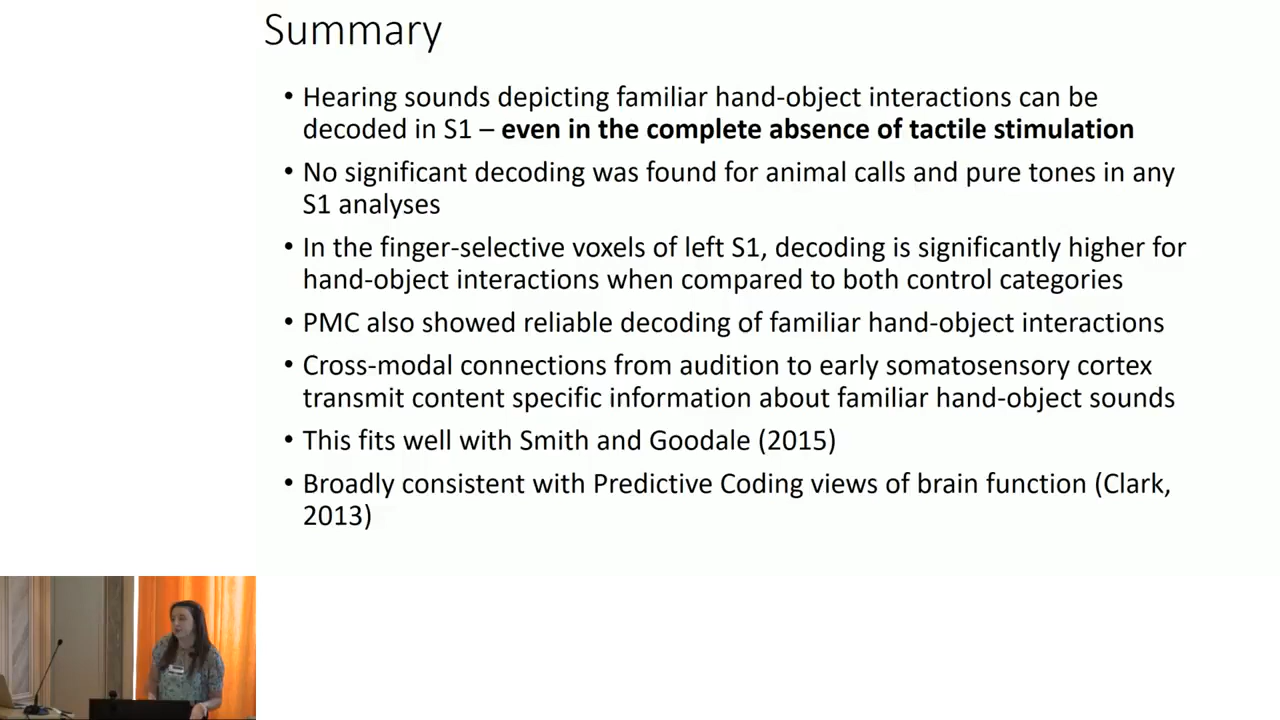 Summary
• Hearing sounds depicting familiar hand-object interactions can be
decoded in S1 – even in the complete absence of tactile stimulation
• No significant decoding was found for animal calls and pure tones in any
S1 analyses
• In the finger-selective voxels of left S1, decoding is significantly higher for
hand-object interactions when compared to both control categories
• PMC also showed reliable decoding of familiar hand-object interactions
• Cross-modal connections from audition to early somatosensory cortex
transmit content specific information about familiar hand-object sounds
• This fits well with Smith and Goodale (2015)
• Broadly consistent with Predictive Coding views of brain function (Clark,
2013)